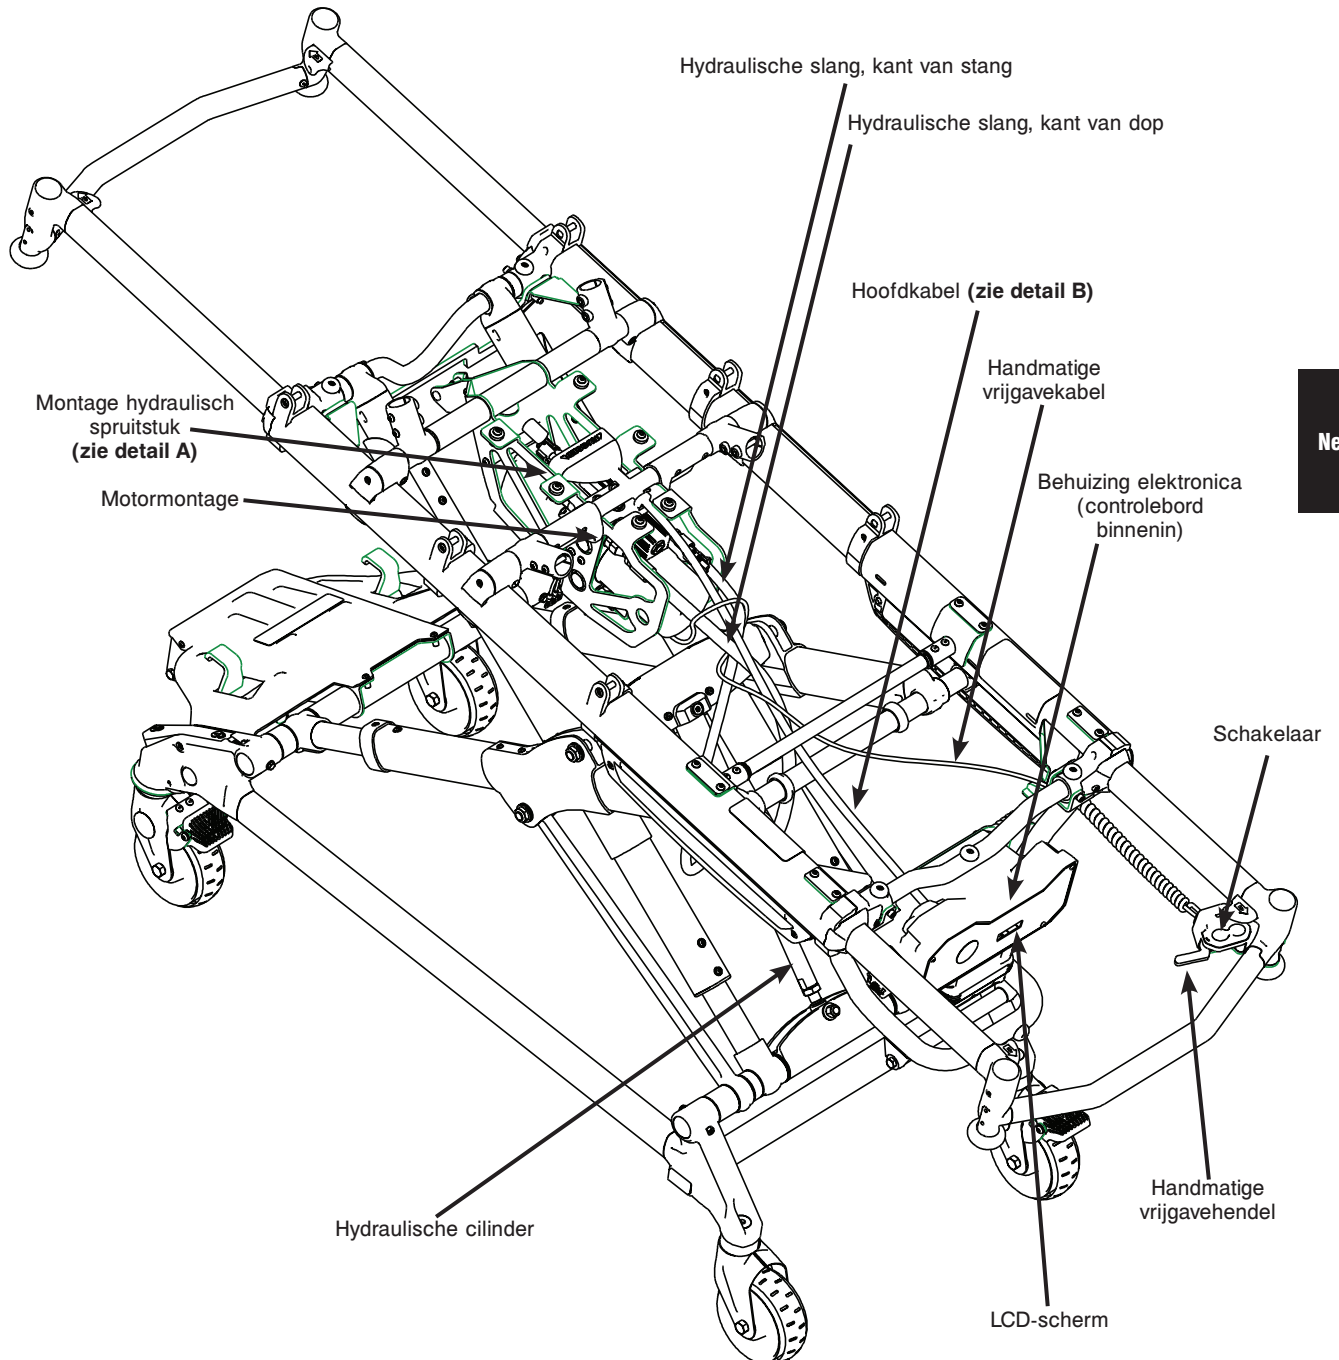 Hydraulische slang, kant van stang
Hydraulische slang, kant van dop
Hoofdkabel (zie detail B)
Handmatige
vrijgavekabel
Montage hydraulisch
spruitstuk
(zie detail A)
Motormontage
Behuizing elektronica
(controlebord
binnenin)
Ne
Schakelaar
Hydraulische cilinder
Handmatige
vrijgavehendel
LCD-scherm